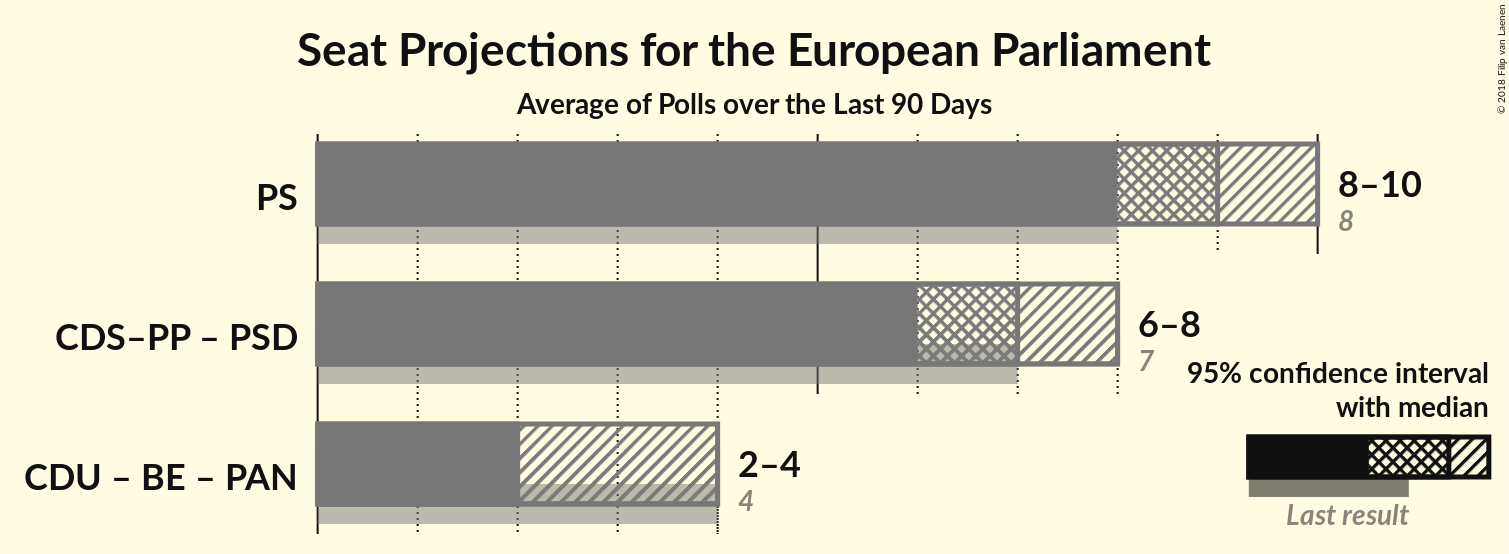 Seat Projections for the European Parliament
Average of Polls over the Last 90 Days
© 2018 Filip van Laenen
PS
8–10
8
CDS–PP – PSD
6–8
7
CDU – BE – PAN
2–4
4
95% confidence interval
with median
Last result